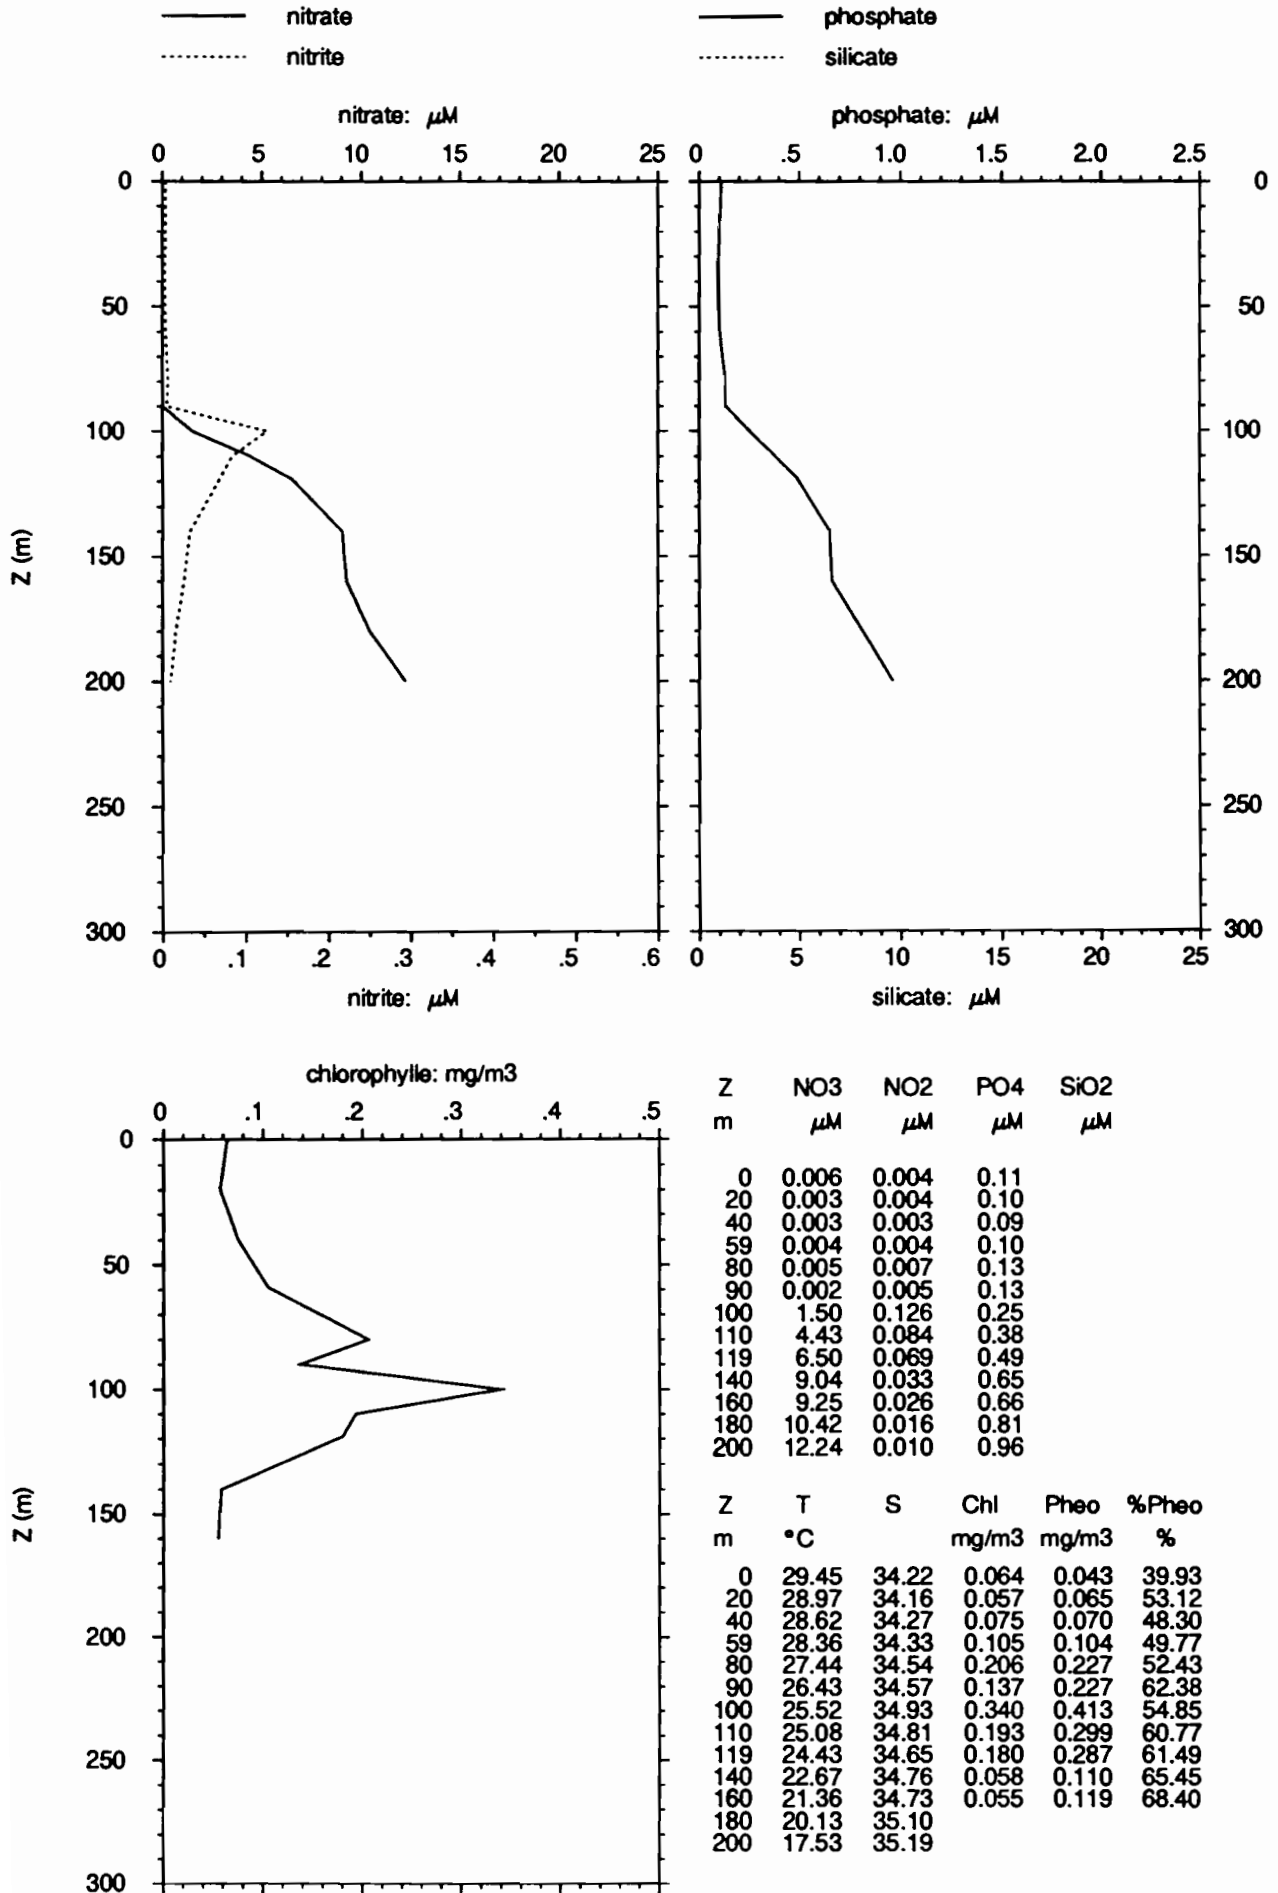 nitrate
nitrite
phosphate
silicate
nitrate: μM
0 5 10 15 20 25
phosphate: μM
0 .5 1.0 1.5 2.0 2.5
0
50
100
150
200
250
300
Z (m)
0
50
100
150
200
250
300
0 .1 .2 .3 .4 .5 .6
nitrite: μM
0 5 10 15 20 25
silicate: μM
chlorophylle: mg/m3
0 .1 .2 .3 .4 .5
0
50
100
150
200
250
300
Z (m)
Z NO3 NO2 PO4 SiO2
m μM μM μM μM
0 0.006 0.004 0.11
20 0.003 0.004 0.10
40 0.003 0.003 0.09
59 0.004 0.004 0.10
80 0.005 0.007 0.13
90 0.002 0.005 0.13
100 1.50 0.126 0.25
110 4.43 0.084 0.38
119 6.50 0.069 0.49
140 9.04 0.033 0.65
160 9.25 0.026 0.66
180 10.42 0.016 0.81
200 12.24 0.010 0.96
Z T S Chl Pheo %Pheo
m °C mg/m3 mg/m3 %
0 29.45 34.22 0.064 0.043 39.93
20 28.97 34.16 0.057 0.065 53.12
40 28.62 34.27 0.075 0.070 48.30
59 28.36 34.33 0.105 0.104 49.77
80 27.44 34.54 0.206 0.227 52.43
90 26.43 34.57 0.137 0.227 62.38
100 25.52 34.93 0.340 0.413 54.85
110 25.08 34.81 0.193 0.299 60.77
119 24.43 34.65 0.180 0.287 61.49
140 22.67 34.76 0.058 0.110 65.45
160 21.36 34.73 0.055 0.119 68.40
180 20.13 35.10
200 17.53 35.19